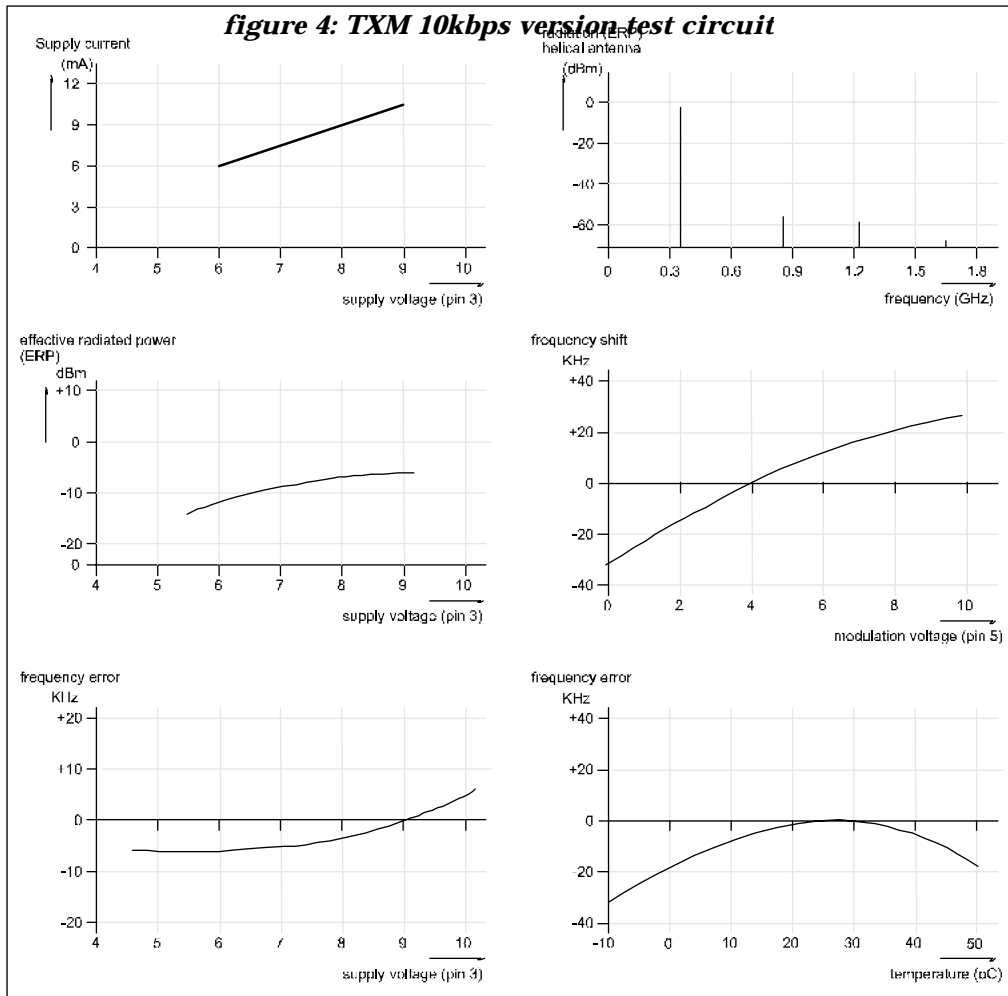 figure 4: TXM 10kbps version test circuit
Supply current
(mA)
12
9
6
3
0
4 5 6 7 8 9 10
supply voltage (pin 3)
radiation (ERP)
helical antenna
(dBm)
0
-20
-40
-60
0 0.3 0.6 0.9 1.2 1.5 1.8
frequency (GHz)
effective radiated power
(ERP)
dBm
+10
0
-10
-20
0
4 5 6 7 8 9 10
supply voltage (pin 3)
frequency shift
KHz
+40
+20
0
-20
-40
0 2 4 6 8 10
modulation voltage (pin 5)
frequency error
KHz
+20
+10
0
-10
-20
4 5 6 7 8 9 10
supply voltage (pin 3)
frequency error
KHz
+40
+20
0
-20
-40
-10 0 10 20 30 40 50
temperature (oC)